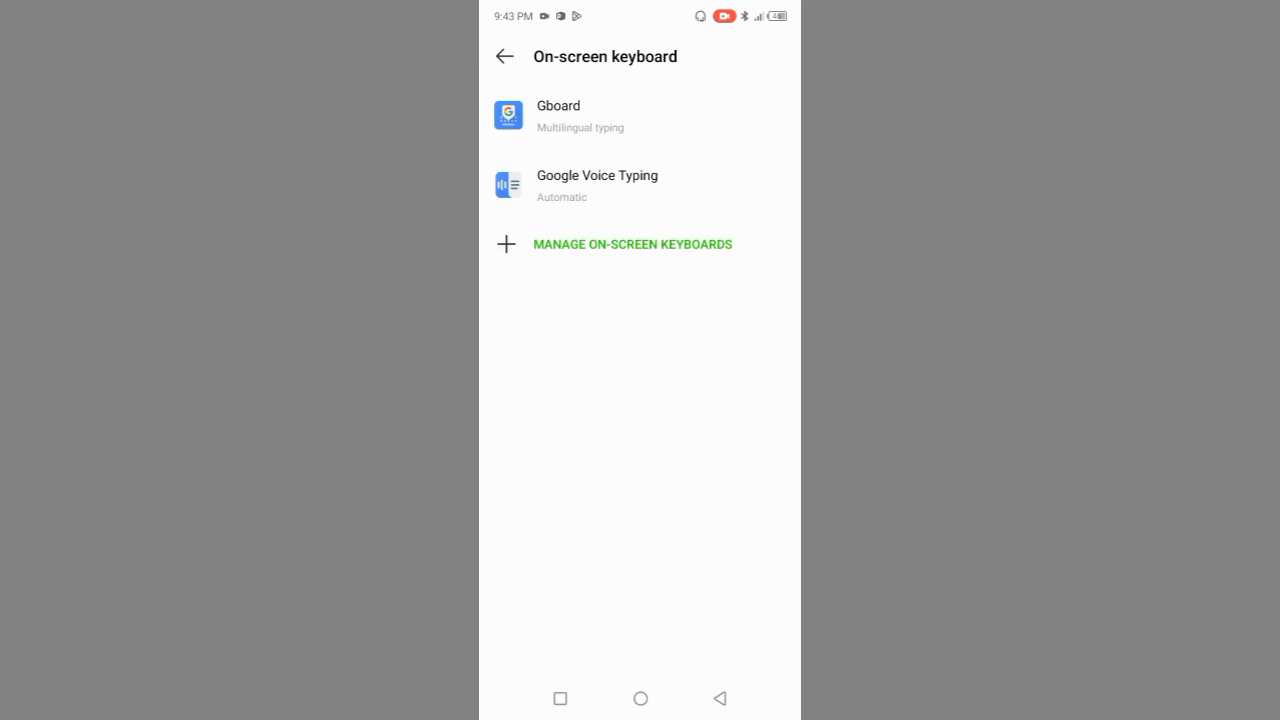 9:43 PM
On-screen keyboard
Gboard
Multilingual typing
Google Voice Typing
Automatic
MANAGE ON-SCREEN KEYBOARDS